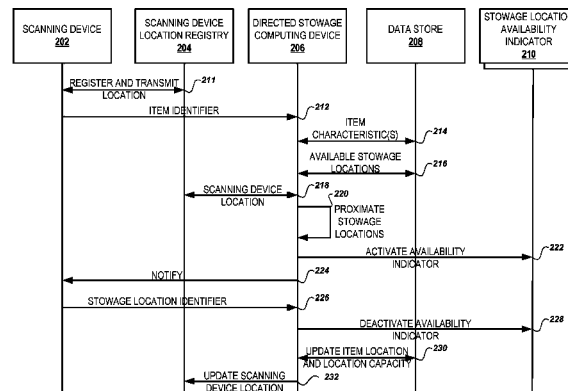 SCANNING DEVICE
202
SCANNING DEVICE
LOCATION REGISTRY
204
DIRECTED STOWAGE
COMPUTING DEVICE
206
DATA STORE
208
STOWAGE LOCATION
AVAILABILITY
INDICATOR
210
REGISTER AND TRANSMIT
LOCATION
211
ITEM IDENTIFIER
212
ITEM
CHARACTERISTIC(S)
214
AVAILABLE STOWAGE
LOCATIONS
216
SCANNING DEVICE
LOCATION
218
220
PROXIMATE
STOWAGE
LOCATIONS
ACTIVATE AVAILABILITY
INDICATOR
222
NOTIFY
224
STOWAGE LOCATION IDENTIFIER
226
DEACTIVATE AVAILABILITY
INDICATOR
228
UPDATE ITEM LOCATION
AND LOCATION CAPACITY
230
UPDATE SCANNING
DEVICE LOCATION
232